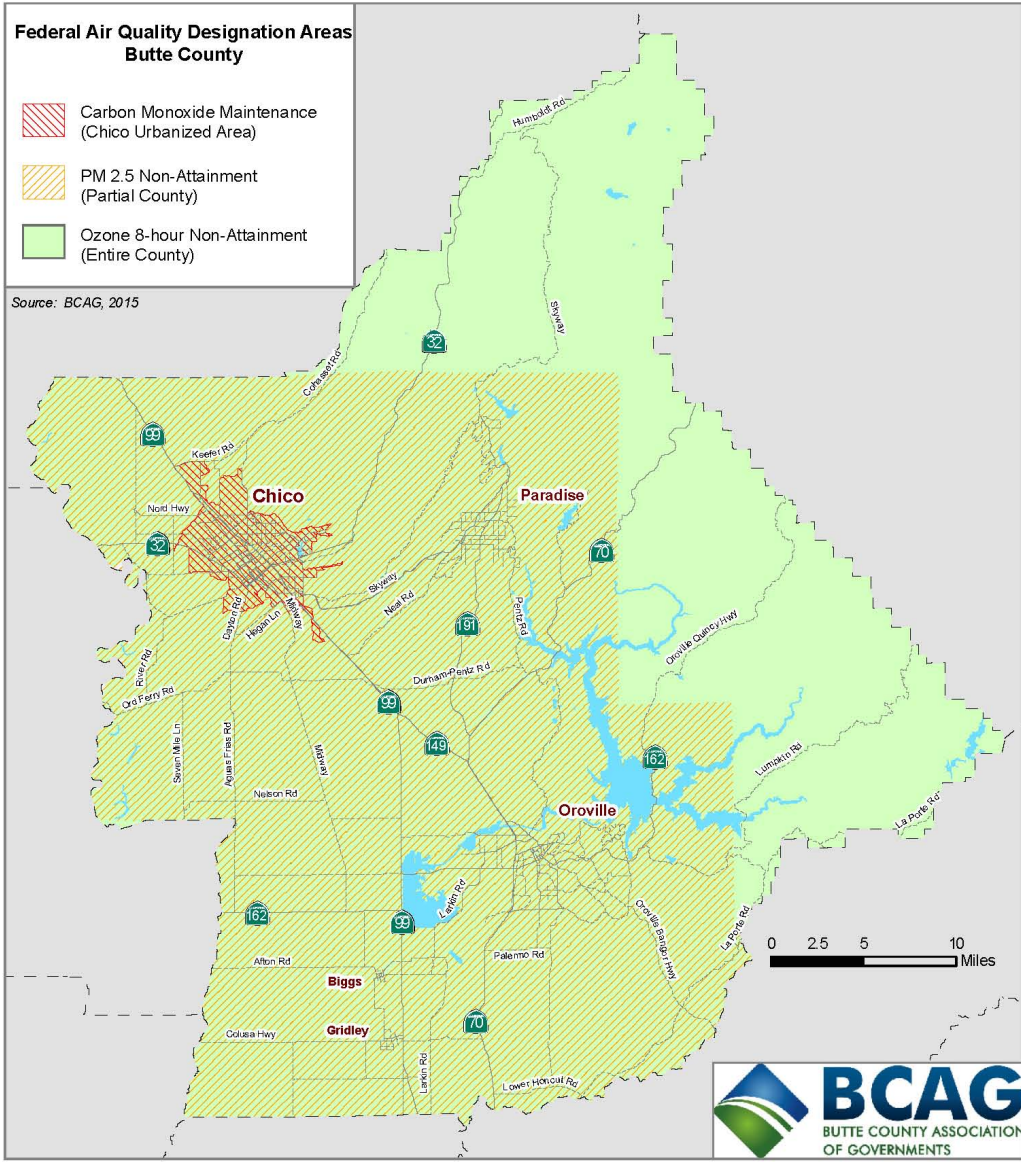 Federal Air Quality Designation Areas
Butte County
Carbon Monoxide Maintenance
(Chico Urbanized Area)
PM 2.5 Non-Attainment
(Partial County)
Ozone 8-hour Non-Attainment
(Entire County)
Source: BCAG, 2015
Humboldt Rd
Skyway
32
Cohasset Rd
99
Keefer Rd
Chico
Paradise
Nord Hwy
32
70
Skyway
Neal Rd
Pentz Rd
Dayton Rd
Hegan Ln
Midway
191
Oroville Quincy Hwy
River Rd
Durham-Pentz Rd
Ord Ferry Rd
99
Seven Mile Ln
Aguas Frias Rd
Midway
149
162
Lumpkin Rd
Nelson Rd
Oroville
La Porte Rd
Larkin Rd
162
99
Oroville Bangor Hwy
La Porte Rd
0 2.5 5 10
Miles
Afton Rd
Palermo Rd
Biggs
Gridley
70
Colusa Hwy
Larkin Rd
Lower Honcut Rd
BCAG
BUTTE COUNTY ASSOCIATION
OF GOVERNMENTS